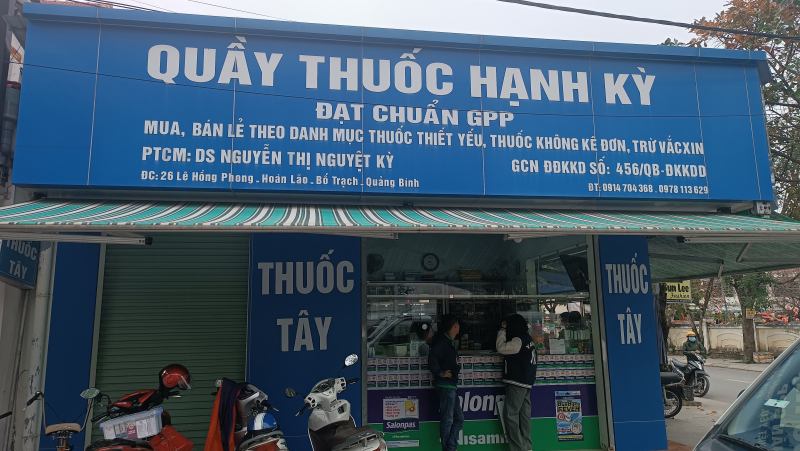 QUẦY THUỐC HẠNH KỲ
ĐẠT CHUẨN GPP
MUA, BÁN LẺ THEO DANH MỤC THUỐC THIẾT YẾU, THUỐC KHÔNG KÊ ĐƠN, TRỪ VẮCXIN
PTCM: DS NGUYỄN THỊ NGUYỆT KỲ
GCN ĐĐKKD SỐ: 456/QB-ĐKKDD
ĐC: 26 Lê Hồng Phong . Hoàn Lão . Bố Trạch . Quảng Bình
ĐT: 0914 704 368 . 0978 113 629
THUỐC
TÂY
THUỐC
TÂY
THUỐC
TÂY
Sun Lee
Salonpas
Salonpas